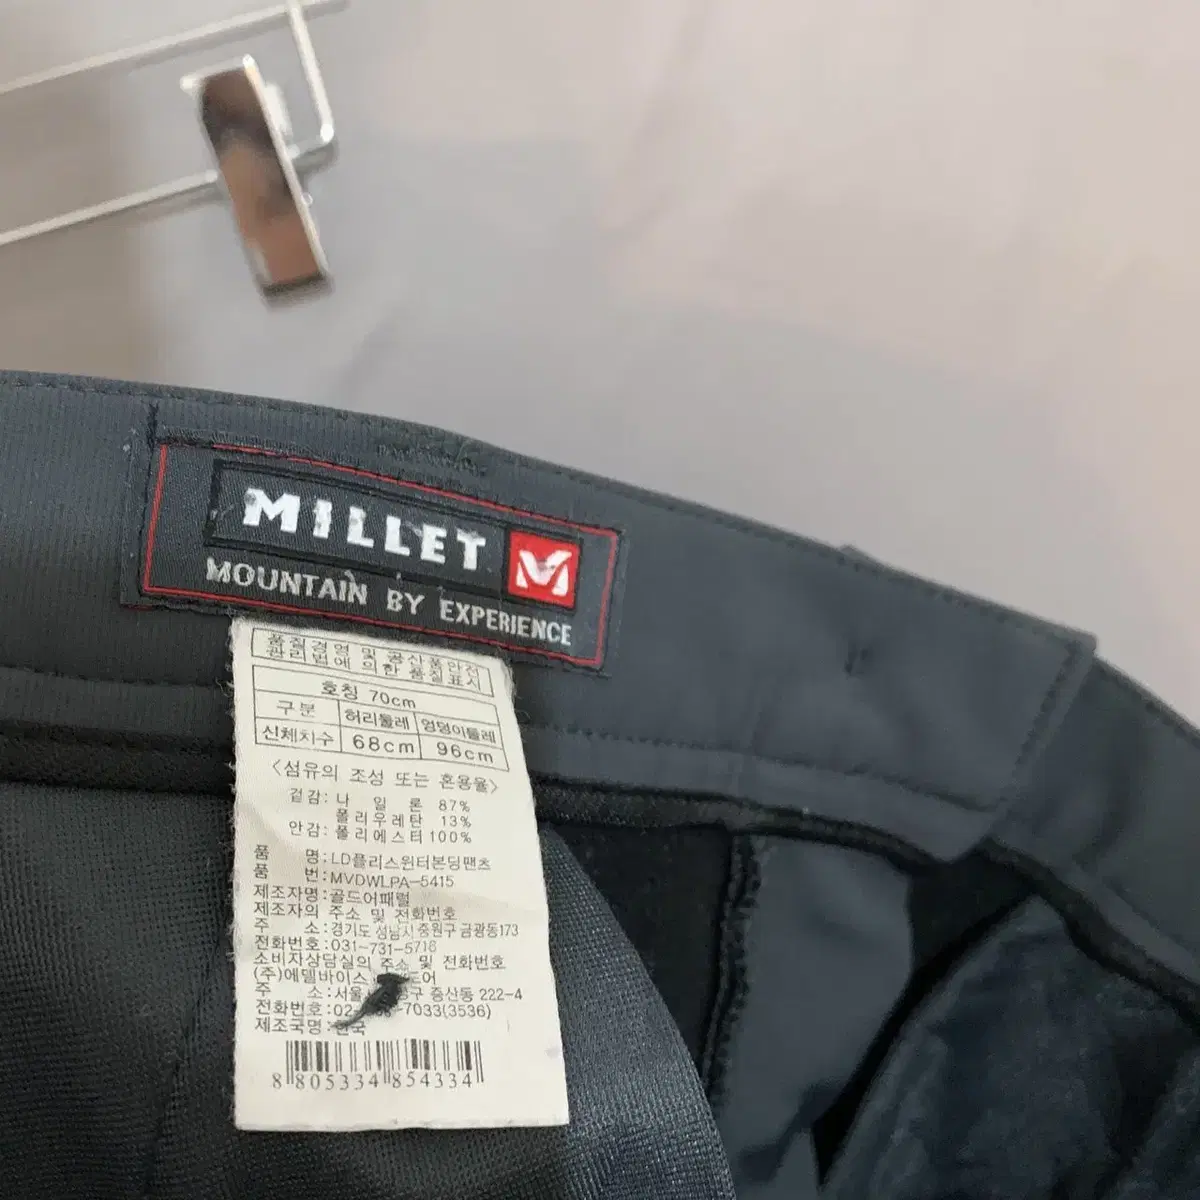 MILLET
MOUNTAIN BY EXPERIENCE
품질경영 및 공산품안전
관리법에 의한 품질표시
호칭 70cm
구분 허리둘레 엉덩이둘레
신체치수 68cm 96cm
<섬유의 조성 또는 혼용율>
겉감: 나 일 론 87%
폴리우레탄 13%
안감: 폴리에스터 100%
품 명: LD플리스윈터본딩팬츠
품 번: MVDWLPA-5415
제조자명: 골드어패럴
제조자의 주소 및 전화번호
주 소: 경기도 성남시 중원구 금광동173
전화번호: 031-731-5718
소비자상담실의 주소 및 전화번호
(주)에델바이스
주 소: 서울 증산동 222-4
전화번호: 7033(3536)
제조국명: 한국
8 805334 854334